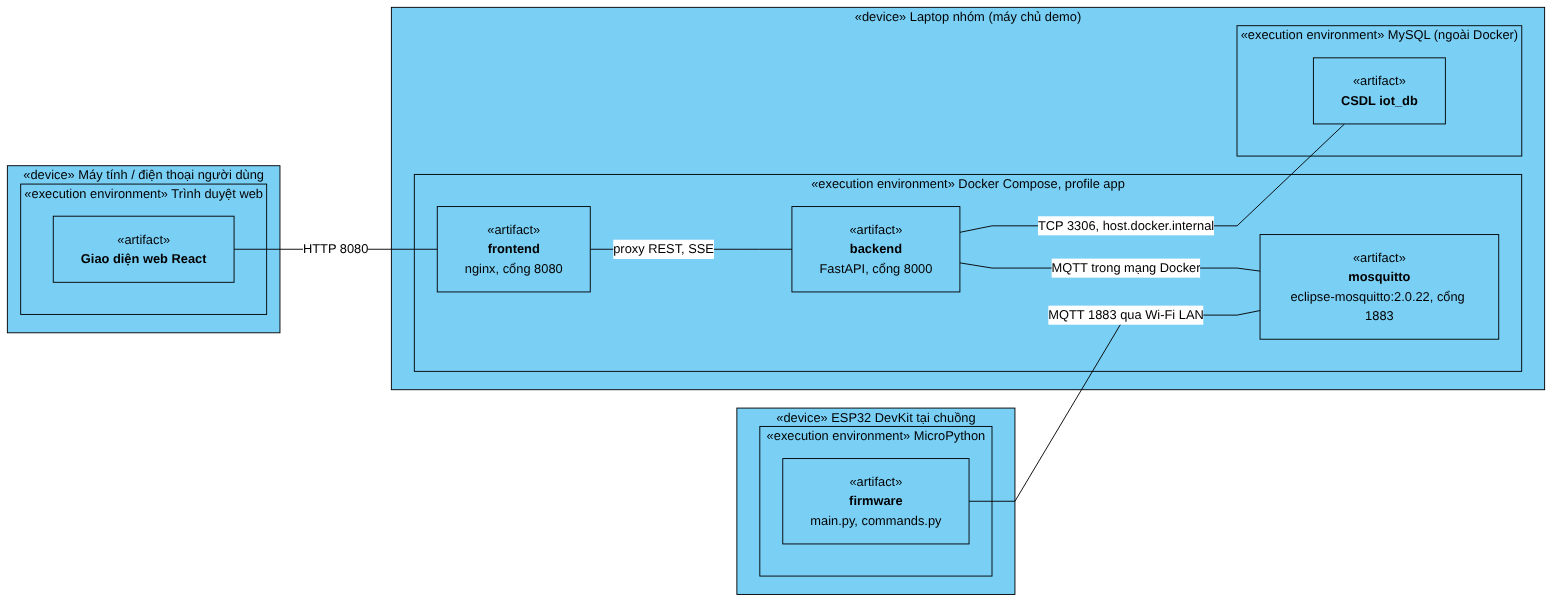 «device» Laptop nhóm (máy chủ demo)
«execution environment» MySQL (ngoài Docker)
«artifact»
CSDL iot_db
«device» Máy tính / điện thoại người dùng
«execution environment» Trình duyệt web
«artifact»
Giao diện web React
HTTP 8080
«execution environment» Docker Compose, profile app
«artifact»
frontend
nginx, cổng 8080
proxy REST, SSE
«artifact»
backend
FastAPI, cổng 8000
TCP 3306, host.docker.internal
MQTT trong mạng Docker
MQTT 1883 qua Wi-Fi LAN
«artifact»
mosquitto
eclipse-mosquitto:2.0.22, cổng
1883
«device» ESP32 DevKit tại chuồng
«execution environment» MicroPython
«artifact»
firmware
main.py, commands.py